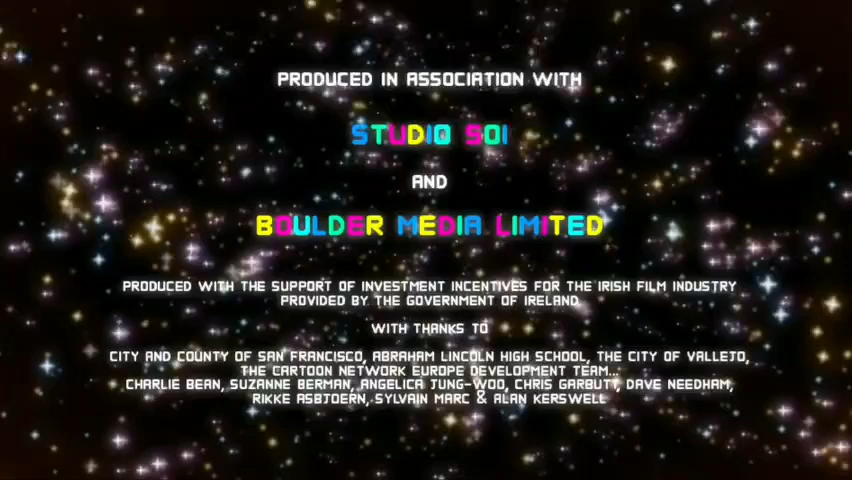 PRODUCED IN ASSOCIATION WITH
STUDIO SOI
AND
BOULDER MEDIA LIMITED
PRODUCED WITH THE SUPPORT OF INVESTMENT INCENTIVES FOR THE IRISH FILM INDUSTRY
PROVIDED BY THE GOVERNMENT OF IRELAND
WITH THANKS TO
CITY AND COUNTY OF SAN FRANCISCO, ABRAHAM LINCOLN HIGH SCHOOL, THE CITY OF VALLEJO,
THE CARTOON NETWORK EUROPE DEVELOPMENT TEAM...
CHARLIE BEAN, SUZANNE BERMAN, ANGELICA JUNG-WOO, CHRIS GARBUTT, DAVE NEEDHAM,
RIKKE ASBJOERN, SYLVAIN MARC & ALAN KERSWELL